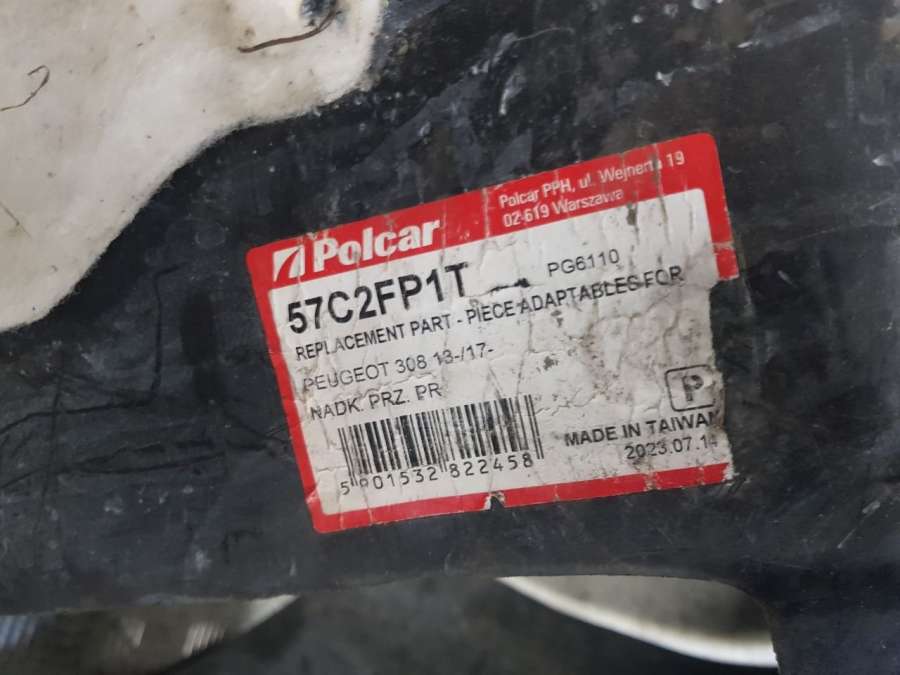 Polcar
Polcar PPH, ul. Wejnerta 19
02-619 Warszawa
57C2FP1T
PG6110
REPLACEMENT PART - PIECE ADAPTABLES FOR
PEUGEOT 308 13-/17-
NADK. PRZ. PR
P
MADE IN TAIWAN
2023.07.14
5 901532 822458